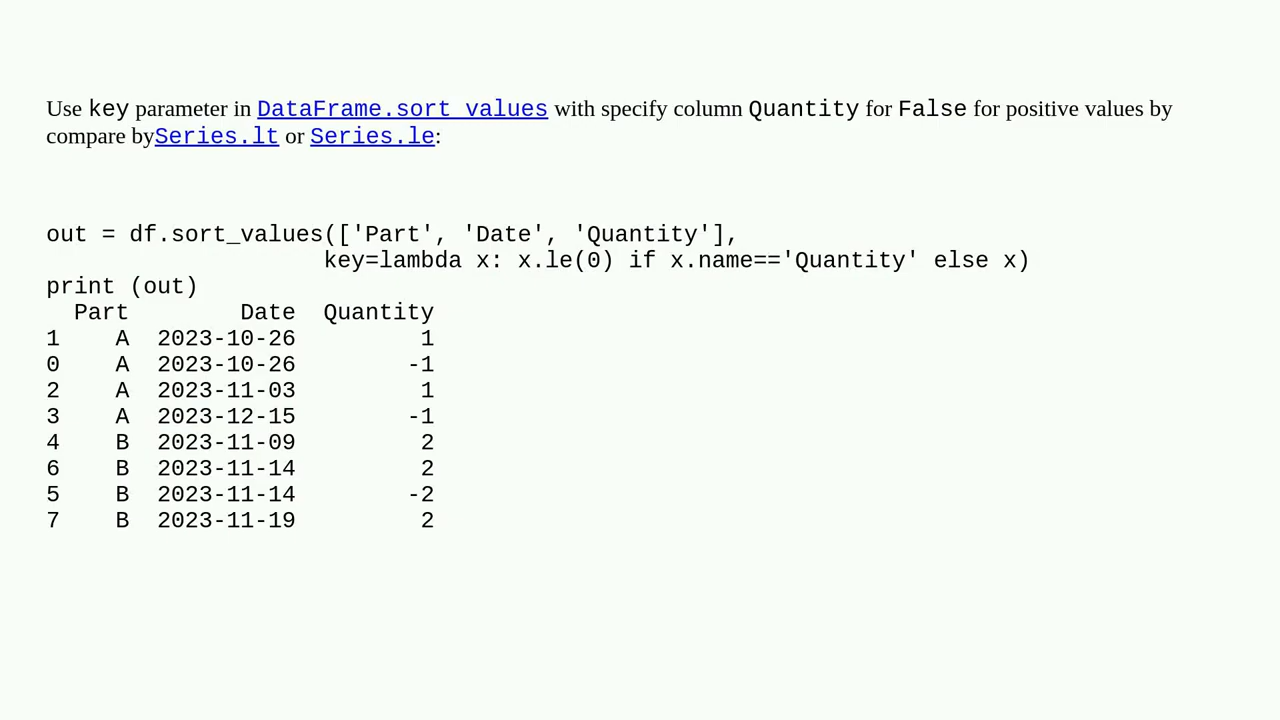 Use key parameter in DataFrame.sort_values with specify column Quantity for False for positive values by
compare bySeries.lt or Series.le:
out = df.sort_values(['Part', 'Date', 'Quantity'],
                    key=lambda x: x.le(0) if x.name=='Quantity' else x)
print (out)
  Part        Date  Quantity
1    A  2023-10-26         1
0    A  2023-10-26        -1
2    A  2023-11-03         1
3    A  2023-12-15        -1
4    B  2023-11-09         2
6    B  2023-11-14         2
5    B  2023-11-14        -2
7    B  2023-11-19         2